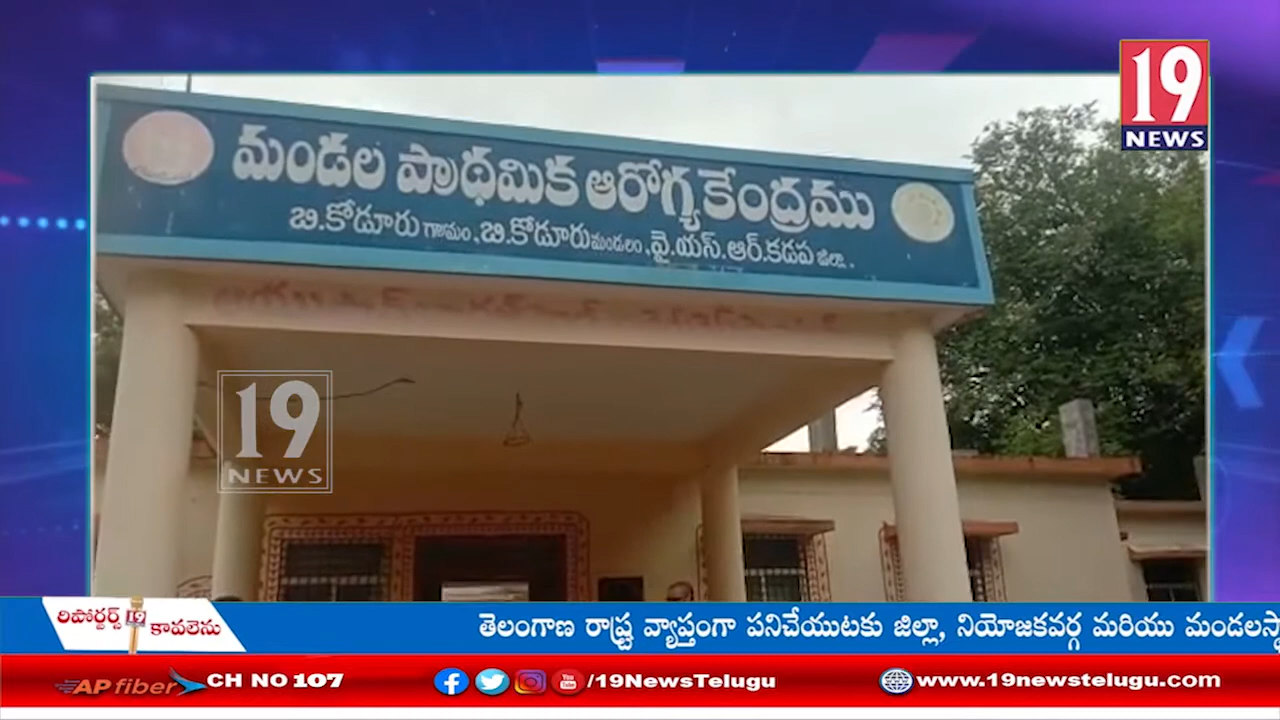 19
NEWS
మండల ప్రాథమిక ఆరోగ్య కేంద్రము
బి.కోడూరు గ్రామం., బి.కోడూరు మండలం., వై.యస్.ఆర్.కడప జిల్లా.
19
NEWS
రిపోర్టర్స్ 19 కావలెను
తెలంగాణ రాష్ట్ర వ్యాప్తంగా పనిచేయుటకు జిల్లా, నియోజకవర్గ మరియు మండలస్థా
AP fiber CH NO 107 /19NewsTelugu www.19newstelugu.com